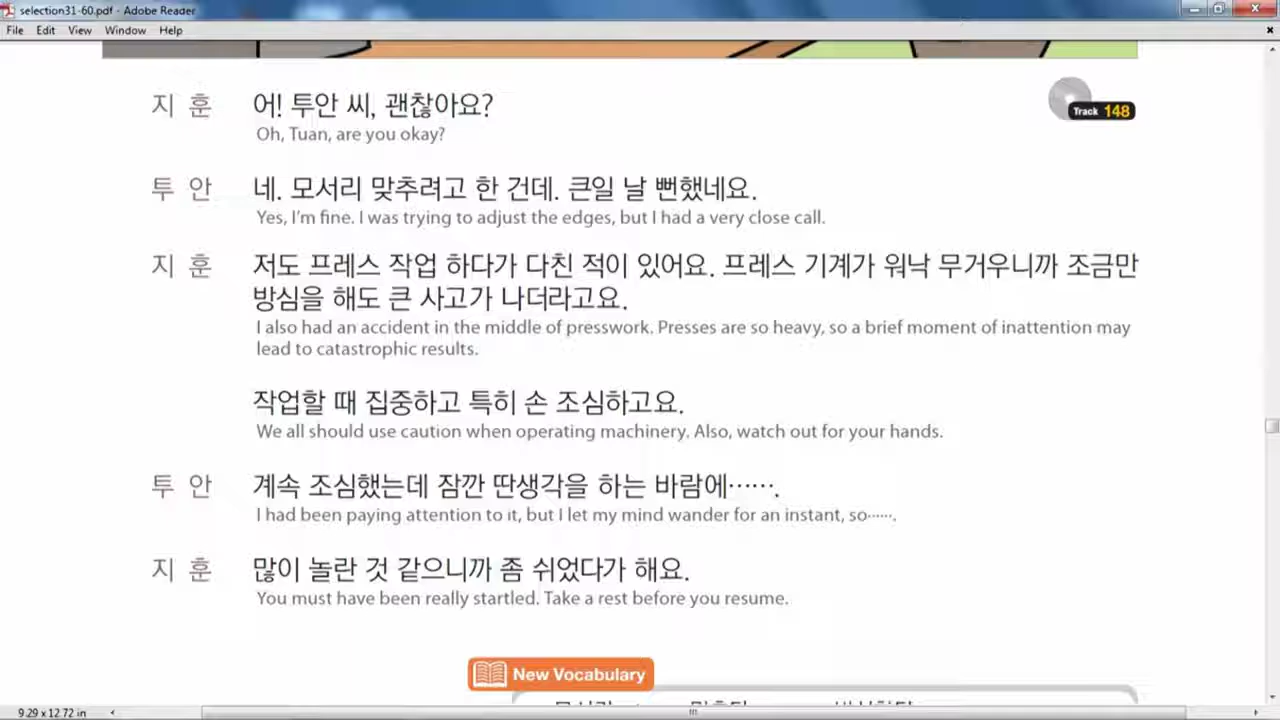 selection31-60.pdf - Adobe Reader
File Edit View Window Help
지 훈 어! 투안 씨, 괜찮아요?
Oh, Tuan, are you okay?
Track 148
투 안 네. 모서리 맞추려고 한 건데. 큰일 날 뻔했네요.
Yes, I'm fine. I was trying to adjust the edges, but I had a very close call.
지 훈 저도 프레스 작업 하다가 다친 적이 있어요. 프레스 기계가 워낙 무거우니까 조금만
방심을 해도 큰 사고가 나더라고요.
I also had an accident in the middle of presswork. Presses are so heavy, so a brief moment of inattention may
lead to catastrophic results.
작업할 때 집중하고 특히 손 조심하고요.
We all should use caution when operating machinery. Also, watch out for your hands.
투 안 계속 조심했는데 잠깐 딴생각을 하는 바람에…….
I had been paying attention to it, but I let my mind wander for an instant, so…….
지 훈 많이 놀란 것 같으니까 좀 쉬었다가 해요.
You must have been really startled. Take a rest before you resume.
New Vocabulary
9.29 x 12.72 in